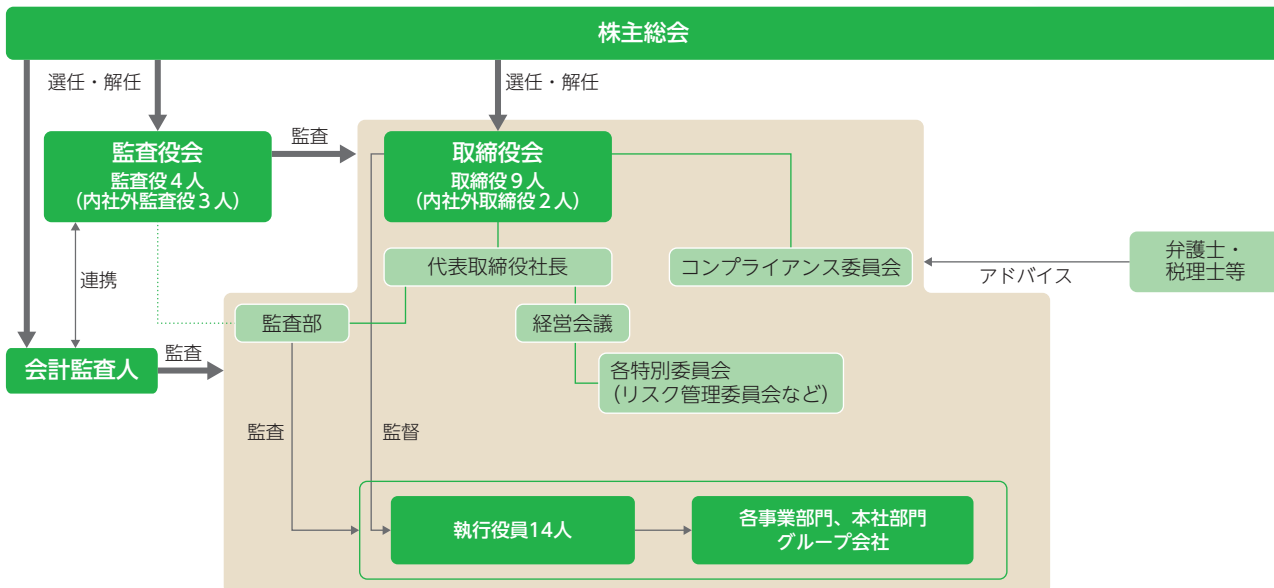 株主総会
選任・解任
選任・解任
監査役会
監査役4人
（内社外監査役3人）
監査
取締役会
取締役9人
（内社外取締役2人）
連携
代表取締役社長
コンプライアンス委員会
アドバイス
弁護士・
税理士等
監査部
経営会議
会計監査人
監査
各特別委員会
（リスク管理委員会など）
監査
監督
執行役員14人
各事業部門、本社部門
グループ会社